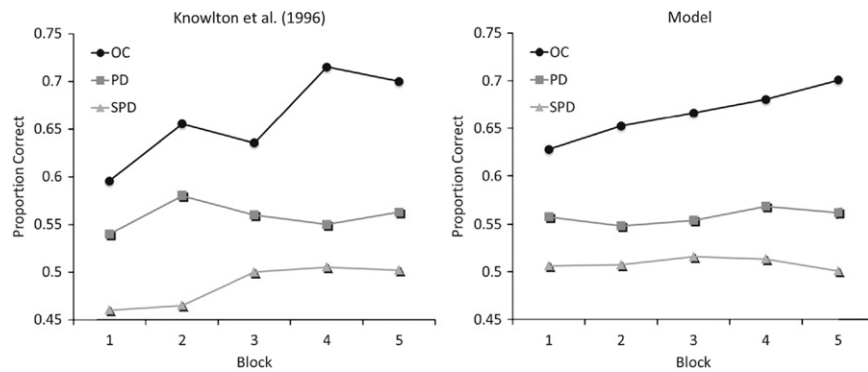 Knowlton et al. (1996)
0.75
0.7
0.65
0.6
0.55
0.5
0.45
Proportion Correct
OC
PD
SPD
1 2 3 4 5
Block
Model
0.75
0.7
0.65
0.6
0.55
0.5
0.45
Proportion Correct
OC
PD
SPD
1 2 3 4 5
Block